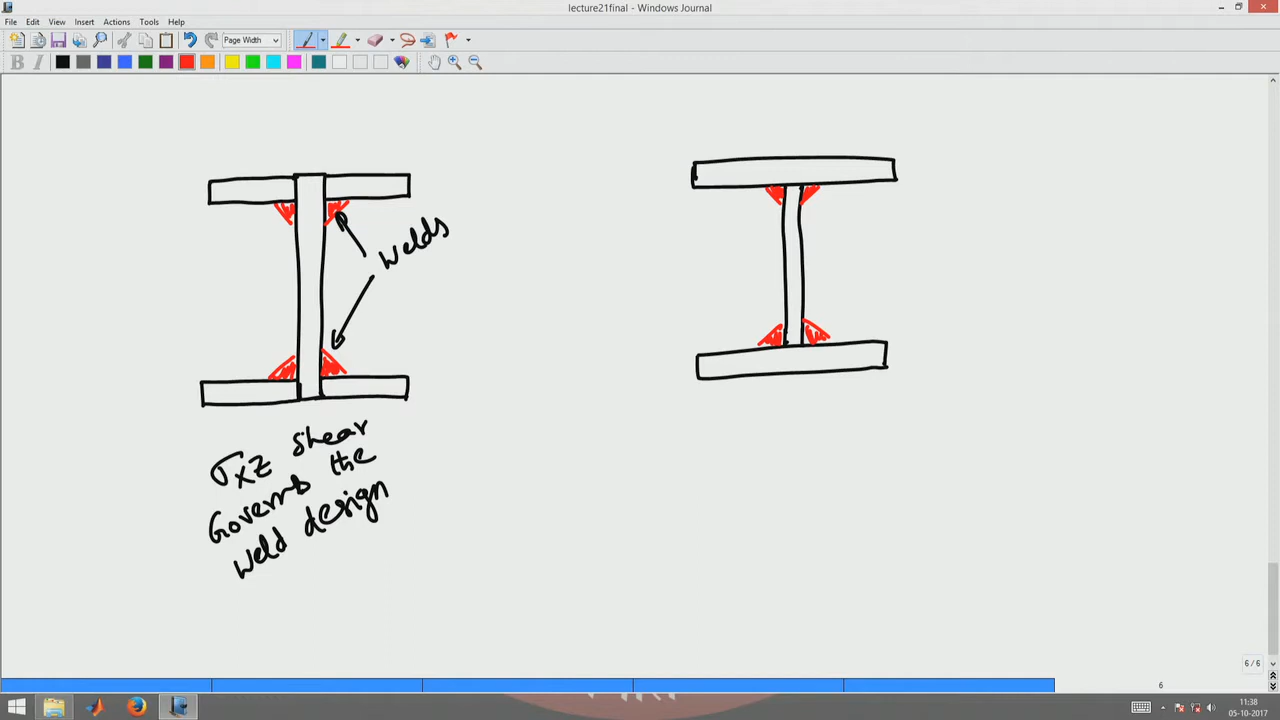 lecture21final - Windows Journal
File Edit View Insert Actions Tools Help
Page Width
B I
Welds
σxz shear
Governs the
weld design
6/6
6
11:38
05-10-2017